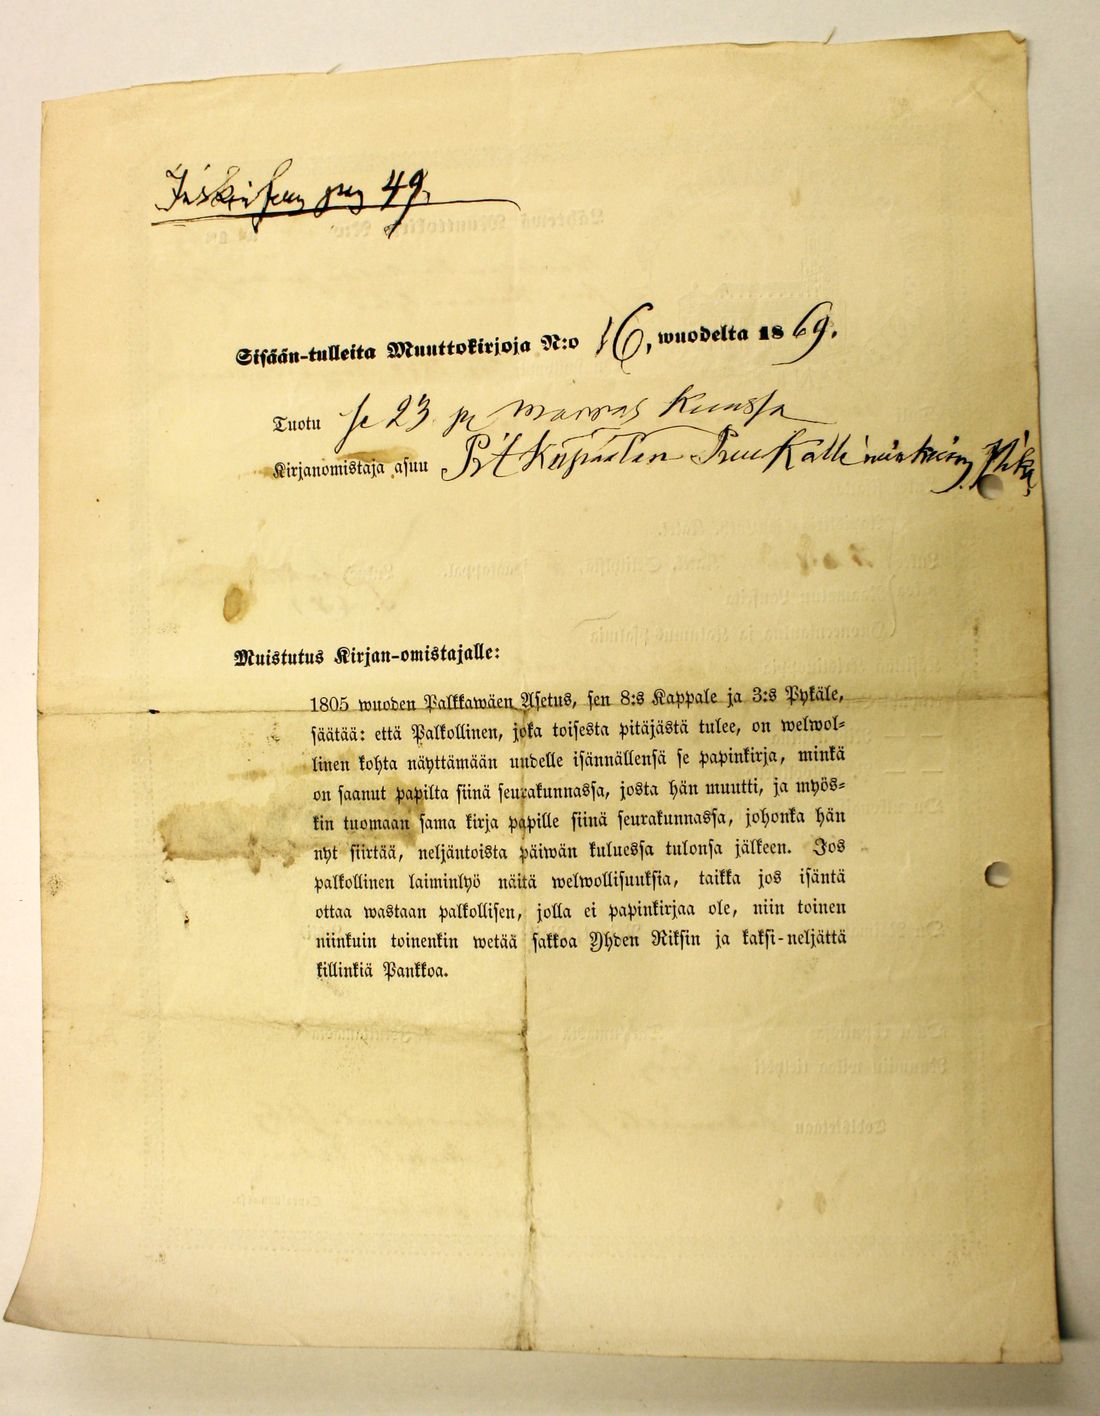 49.
Sisään-tulleita Muuttokirjoja N:o 16, wuodelta 1869.
Tuotu se 23 p marras Kuussa
Kirjanomistaja asuu
Muistutus Kirjan-omistajalle:
1805 wuoden Palkkawäen Asetus, sen 8:s Kappale ja 3:s Pykäle,
säätää: että Palkollinen, joka toisesta pitäjästä tulee, on welwol-
linen kohta näyttämään uudelle isännällensä se papinkirja, minkä
on saanut papilta siinä seurakunnassa, josta hän muutti, ja myös-
kin tuomaan sama kirja papille siinä seurakunnassa, johonka hän
nyt siirtää, neljäntoista päiwän kuluessa tulonsa jälkeen. Jos
palkollinen laiminlyö näitä welwollisuuksia, taikka jos isäntä
ottaa wastaan palkollisen, jolla ei papinkirjaa ole, niin toinen
niinkuin toinenkin wetää sakkoa Yhden Riksin ja kaksi-neljättä
killinkiä Pankkoa.